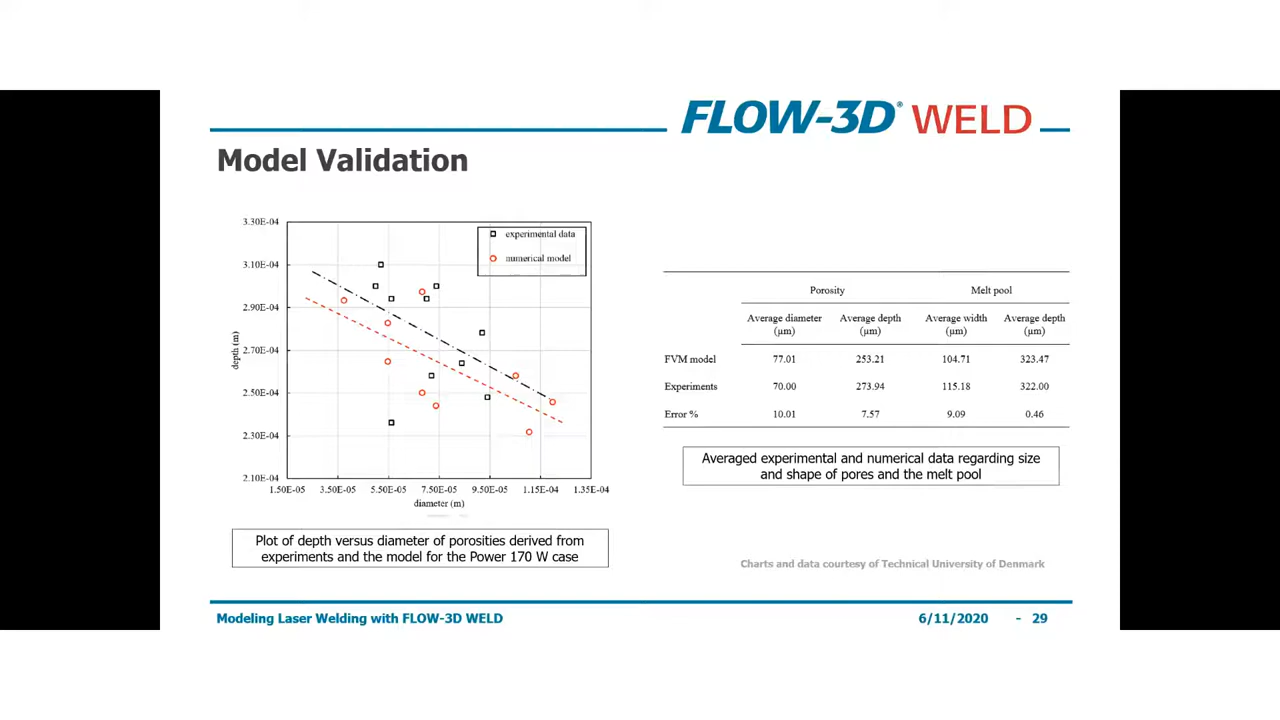 FLOW-3D® WELD
Model Validation
3.30E-04
3.10E-04
2.90E-04
2.70E-04
2.50E-04
2.30E-04
2.10E-04
depth (m)
experimental data
numerical model
1.50E-05 3.50E-05 5.50E-05 7.50E-05 9.50E-05 1.15E-04 1.35E-04
diameter (m)
Plot of depth versus diameter of porosities derived from
experiments and the model for the Power 170 W case
Porosity Melt pool
Average diameter Average depth Average width Average depth
(µm) (µm) (µm) (µm)
FVM model 77.01 253.21 104.71 323.47
Experiments 70.00 273.94 115.18 322.00
Error % 10.01 7.57 9.09 0.46
Averaged experimental and numerical data regarding size
and shape of pores and the melt pool
Charts and data courtesy of Technical University of Denmark
Modeling Laser Welding with FLOW-3D WELD 6/11/2020 - 29